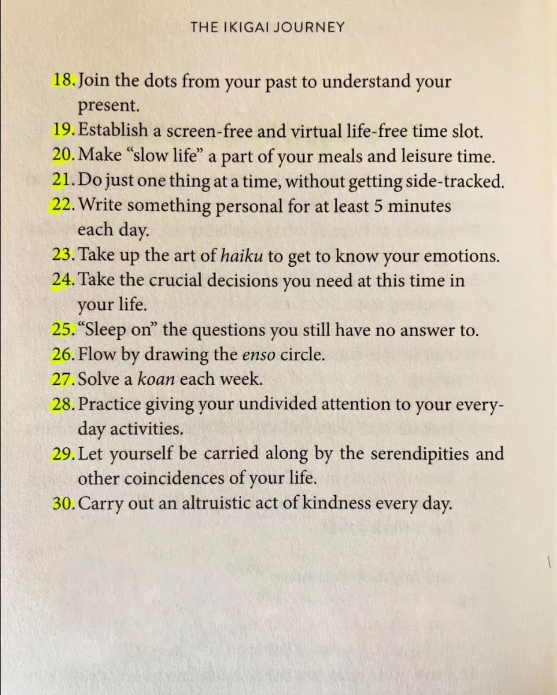 THE IKIGAI JOURNEY
18. Join the dots from your past to understand your
present.
19. Establish a screen-free and virtual life-free time slot.
20. Make “slow life” a part of your meals and leisure time.
21. Do just one thing at a time, without getting side-tracked.
22. Write something personal for at least 5 minutes
each day.
23. Take up the art of haiku to get to know your emotions.
24. Take the crucial decisions you need at this time in
your life.
25. “Sleep on” the questions you still have no answer to.
26. Flow by drawing the enso circle.
27. Solve a koan each week.
28. Practice giving your undivided attention to your every-
day activities.
29. Let yourself be carried along by the serendipities and
other coincidences of your life.
30. Carry out an altruistic act of kindness every day.